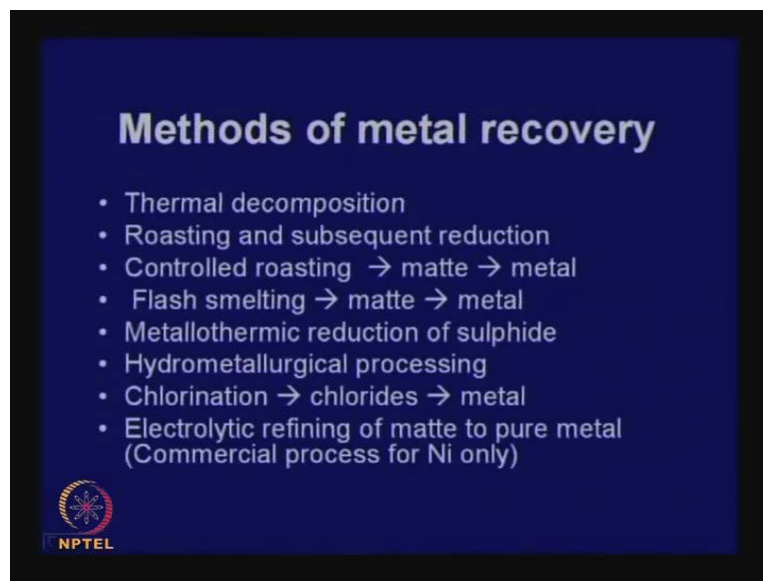 Methods of metal recovery
• Thermal decomposition
• Roasting and subsequent reduction
• Controlled roasting → matte → metal
• Flash smelting → matte → metal
• Metallothermic reduction of sulphide
• Hydrometallurgical processing
• Chlorination → chlorides → metal
• Electrolytic refining of matte to pure metal
(Commercial process for Ni only)
NPTEL